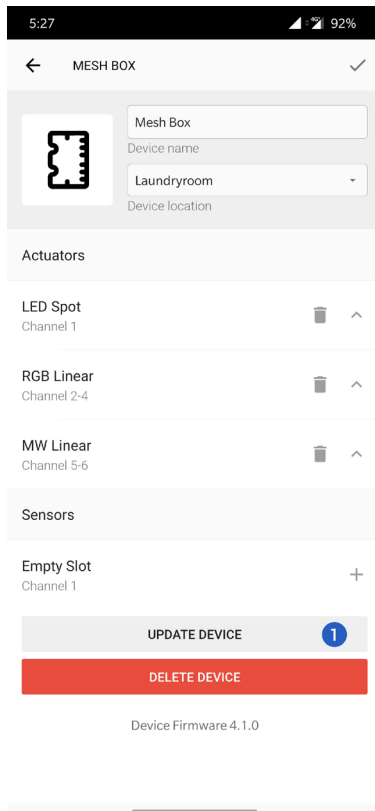 5:27
4G 92%
MESH BOX
Mesh Box
Device name
Laundryroom
Device location
Actuators
LED Spot
Channel 1
RGB Linear
Channel 2-4
MW Linear
Channel 5-6
Sensors
Empty Slot
Channel 1
UPDATE DEVICE 1
DELETE DEVICE
Device Firmware 4.1.0